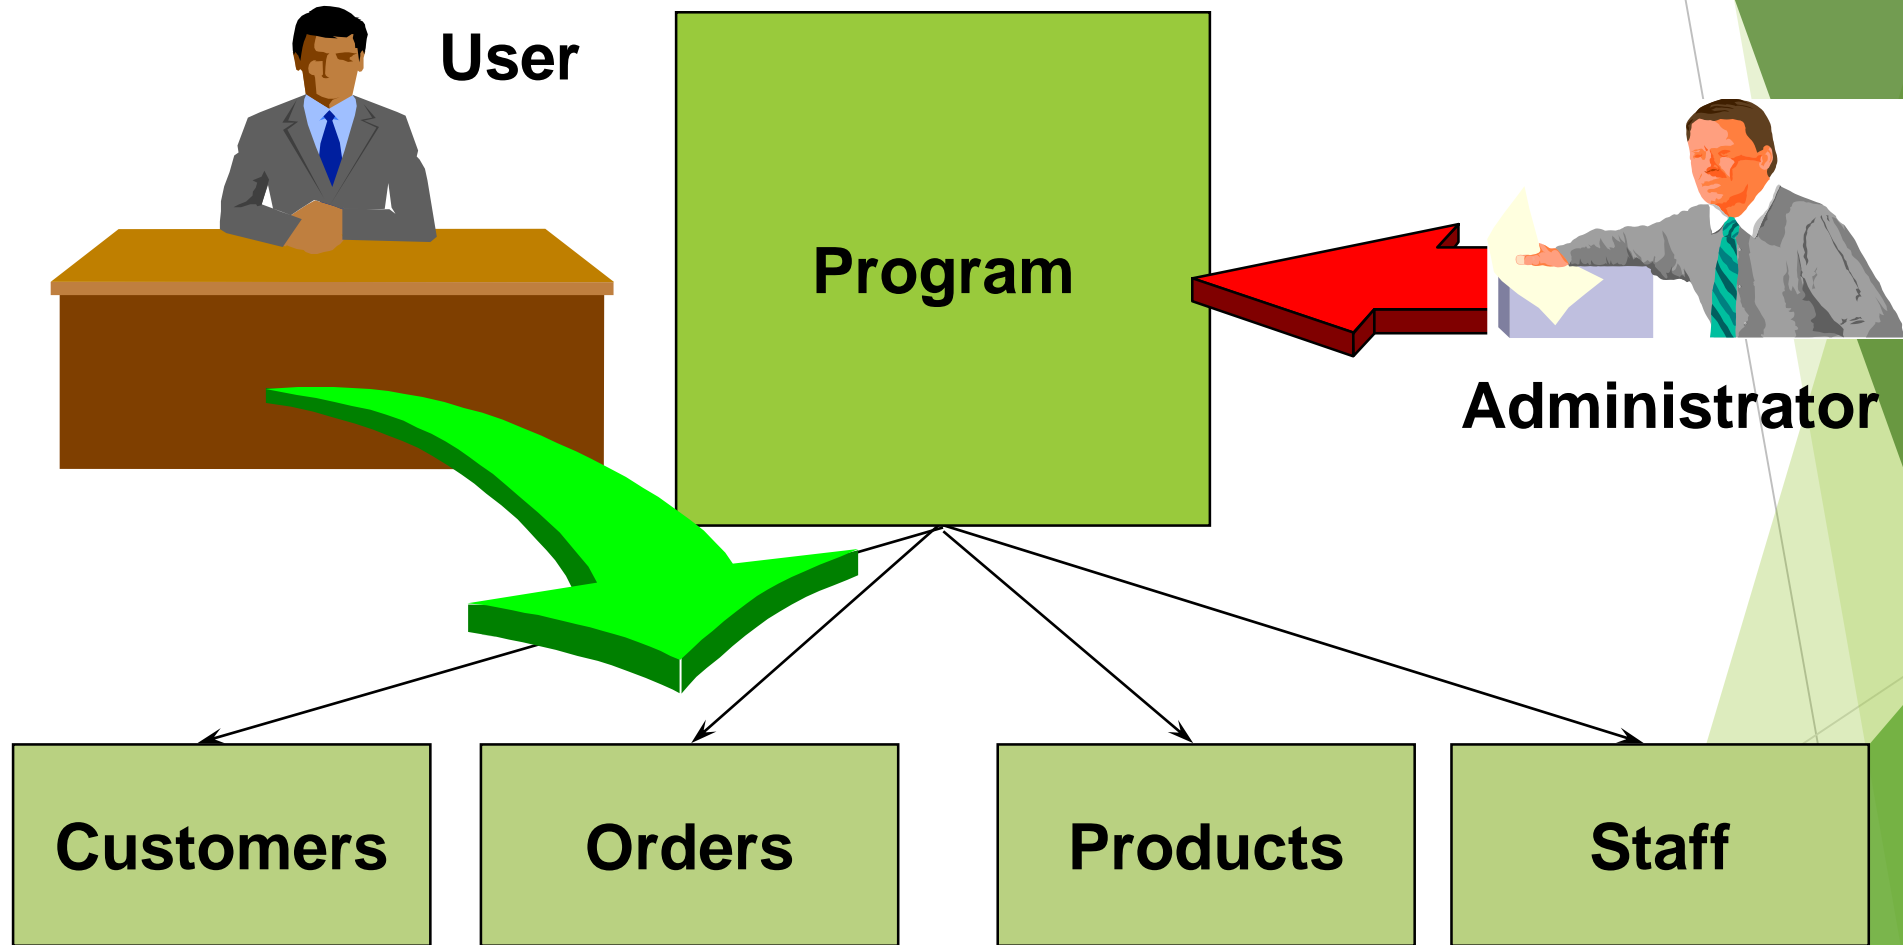 User
Program
Administrator
Customers
Orders
Products
Staff